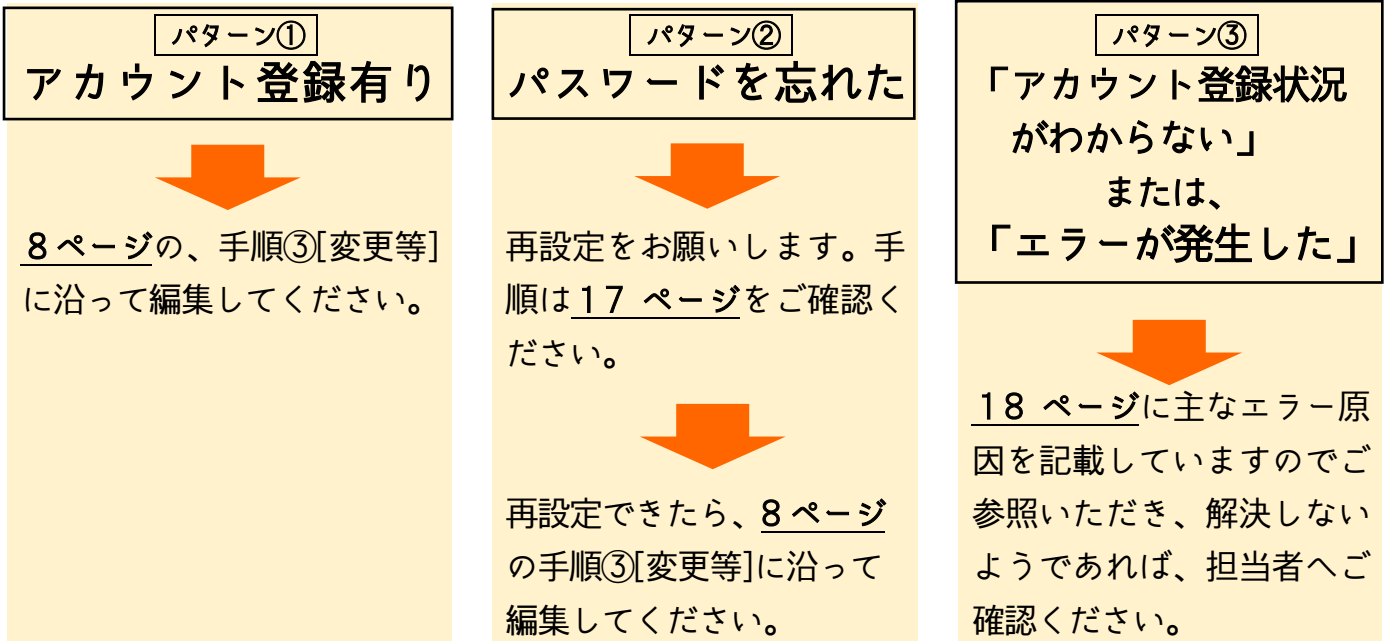 パターン①
アカウント登録有り
８ページの、手順③[変更等]
に沿って編集してください。
パターン②
パスワードを忘れた
再設定をお願いします。手
順は１７ ページをご確認く
ださい。
再設定できたら、８ページ
の手順③[変更等]に沿って
編集してください。
パターン③
「アカウント登録状況
がわからない」
または、
「エラーが発生した」
１８ ページに主なエラー原
因を記載していますのでご
参照いただき、解決しない
ようであれば、担当者へご
確認ください。